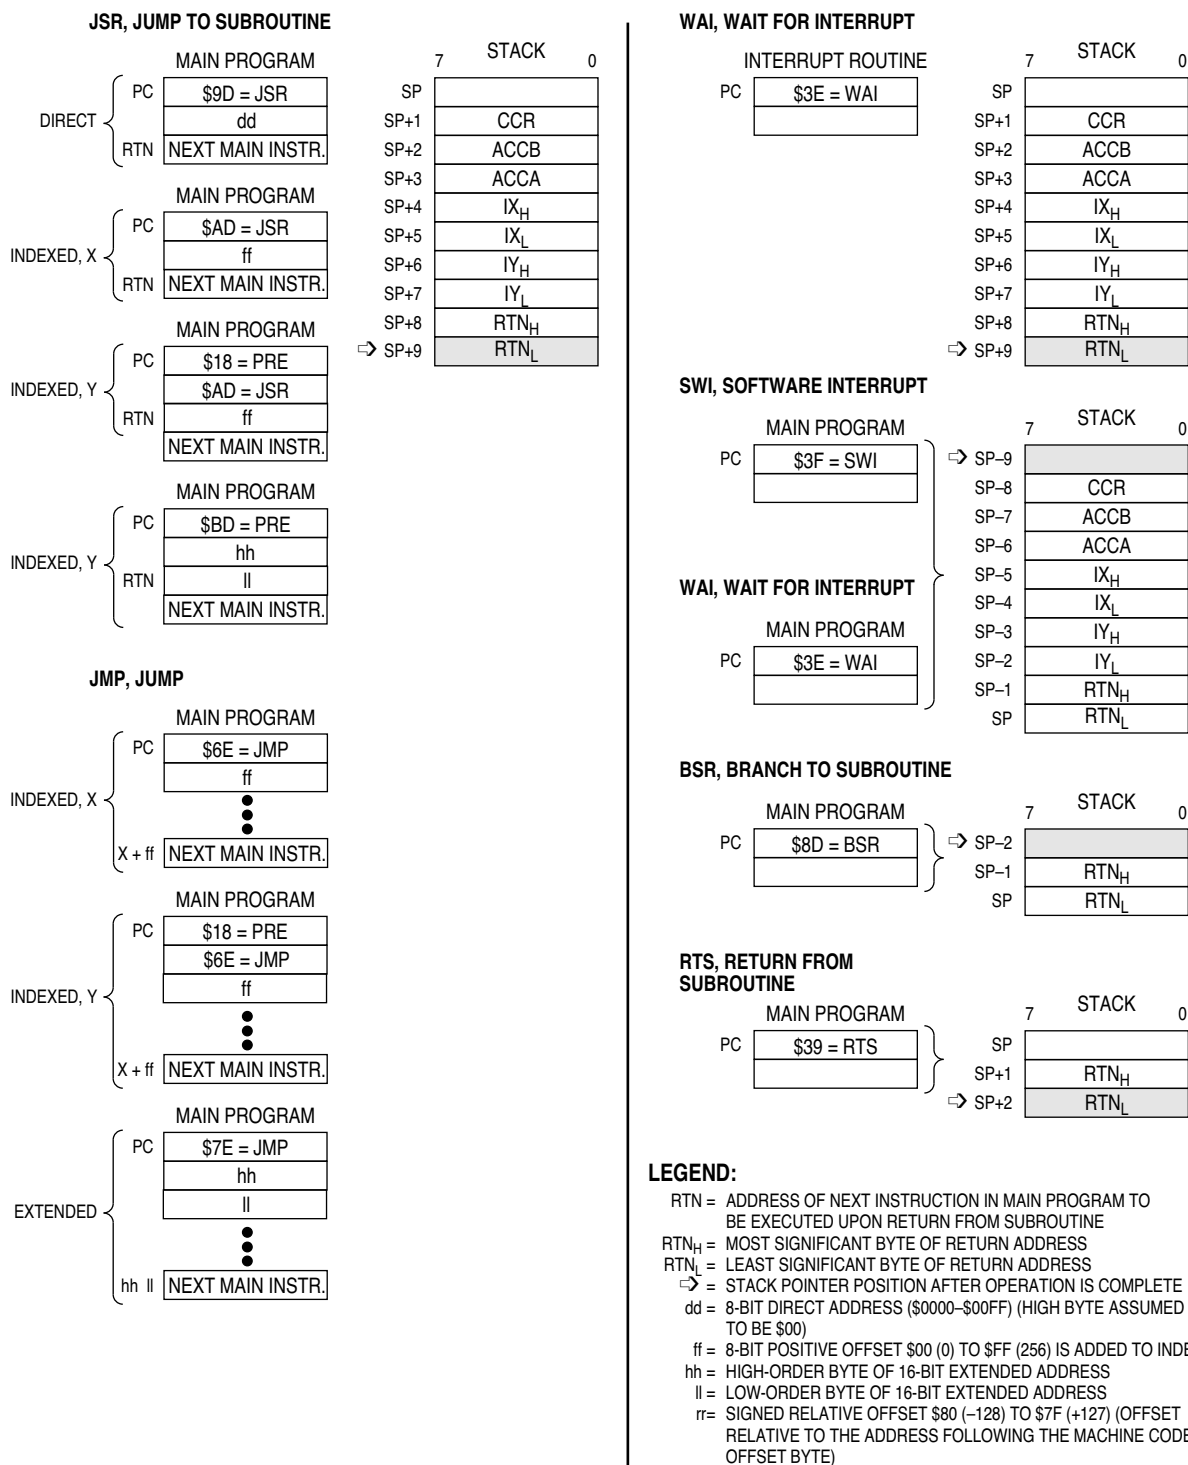 JSR, JUMP TO SUBROUTINE
MAIN PROGRAM
DIRECT
PC $9D = JSR
dd
RTN NEXT MAIN INSTR.
MAIN PROGRAM
INDEXED, X
PC $AD = JSR
ff
RTN NEXT MAIN INSTR.
MAIN PROGRAM
INDEXED, Y
PC $18 = PRE
$AD = JSR
RTN ff
NEXT MAIN INSTR.
MAIN PROGRAM
INDEXED, Y
PC $BD = PRE
hh
RTN ll
NEXT MAIN INSTR.
7 STACK 0
SP
SP+1 CCR
SP+2 ACCB
SP+3 ACCA
SP+4 IXH
SP+5 IXL
SP+6 IYH
SP+7 IYL
SP+8 RTNH
➩ SP+9 RTNL
JMP, JUMP
MAIN PROGRAM
INDEXED, X
PC $6E = JMP
ff
X + ff NEXT MAIN INSTR.
MAIN PROGRAM
INDEXED, Y
PC $18 = PRE
$6E = JMP
ff
X + ff NEXT MAIN INSTR.
MAIN PROGRAM
EXTENDED
PC $7E = JMP
hh
ll
hh ll NEXT MAIN INSTR.
WAI, WAIT FOR INTERRUPT
INTERRUPT ROUTINE
PC $3E = WAI
7 STACK 0
SP
SP+1 CCR
SP+2 ACCB
SP+3 ACCA
SP+4 IXH
SP+5 IXL
SP+6 IYH
SP+7 IYL
SP+8 RTNH
➩ SP+9 RTNL
SWI, SOFTWARE INTERRUPT
MAIN PROGRAM
PC $3F = SWI
WAI, WAIT FOR INTERRUPT
MAIN PROGRAM
PC $3E = WAI
7 STACK 0
➩ SP–9
SP–8 CCR
SP–7 ACCB
SP–6 ACCA
SP–5 IXH
SP–4 IXL
SP–3 IYH
SP–2 IYL
SP–1 RTNH
SP RTNL
BSR, BRANCH TO SUBROUTINE
MAIN PROGRAM
PC $8D = BSR
7 STACK 0
➩ SP–2
SP–1 RTNH
SP RTNL
RTS, RETURN FROM
SUBROUTINE
MAIN PROGRAM
PC $39 = RTS
7 STACK 0
SP
SP+1 RTNH
➩ SP+2 RTNL
LEGEND:
RTN = ADDRESS OF NEXT INSTRUCTION IN MAIN PROGRAM TO
BE EXECUTED UPON RETURN FROM SUBROUTINE
RTNH = MOST SIGNIFICANT BYTE OF RETURN ADDRESS
RTNL = LEAST SIGNIFICANT BYTE OF RETURN ADDRESS
➩ = STACK POINTER POSITION AFTER OPERATION IS COMPLETE
dd = 8-BIT DIRECT ADDRESS ($0000–$00FF) (HIGH BYTE ASSUMED
TO BE $00)
ff = 8-BIT POSITIVE OFFSET $00 (0) TO $FF (256) IS ADDED TO INDE
hh = HIGH-ORDER BYTE OF 16-BIT EXTENDED ADDRESS
ll = LOW-ORDER BYTE OF 16-BIT EXTENDED ADDRESS
rr= SIGNED RELATIVE OFFSET $80 (–128) TO $7F (+127) (OFFSET
RELATIVE TO THE ADDRESS FOLLOWING THE MACHINE CODE
OFFSET BYTE)